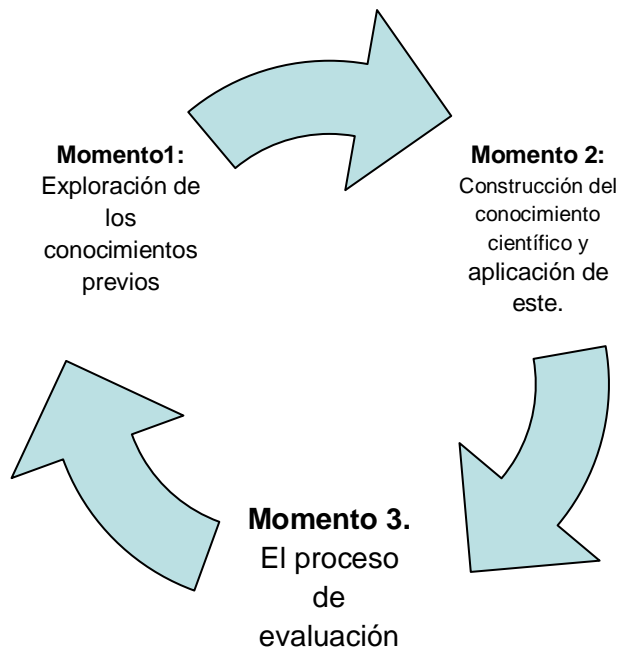 Momento1:
Exploración de
los
conocimientos
previos
Momento 2:
Construcción del
conocimiento
científico y
aplicación de
este.
Momento 3.
El proceso
de
evaluación